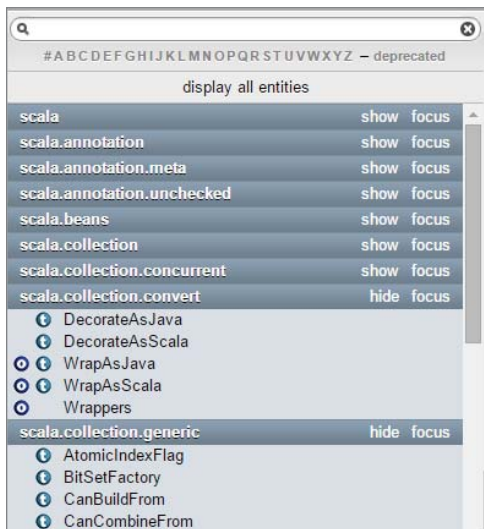 #ABCDEFGHIJKLMNOPQRSTUVWXYZ – deprecated
display all entities
scala show focus
scala.annotation show focus
scala.annotation.meta show focus
scala.annotation.unchecked show focus
scala.beans show focus
scala.collection show focus
scala.collection.concurrent show focus
scala.collection.convert hide focus
t DecorateAsJava
t DecorateAsScala
t WrapAsJava
t WrapAsScala
Wrappers
scala.collection.generic hide focus
t AtomicIndexFlag
t BitSetFactory
t CanBuildFrom
t CanCombineFrom